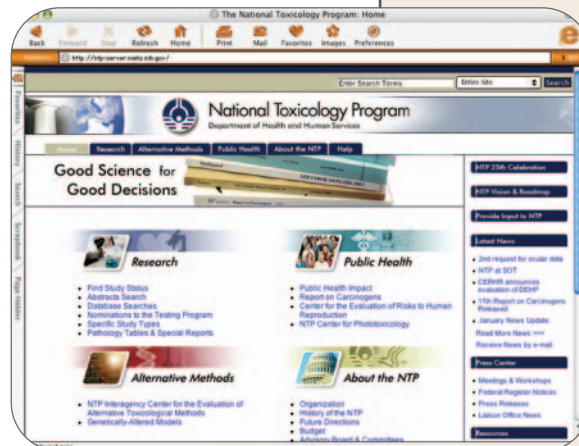 The National Toxicology Program: Home
Back Forward Stop Refresh Home Print Mail Favorites Images Preferences
http://ntp-server.niehs.nih.gov/
Enter Search Terms Entire Site Search
National Toxicology Program
Department of Health and Human Services
Home Research Alternative Methods Public Health About the NTP Help
Favorites
History
Search
Scrapbook
Page Holder
Good Science for
Good Decisions
Research
Find Study Status
Abstracts Search
Database Searches
Nominations to the Testing Program
Specific Study Types
Pathology Tables & Special Reports
Public Health
Public Health Impact
Report on Carcinogens
Center for the Evaluation of Risks to Human
Reproduction
NTP Center for Phototoxicology
Alternative Methods
NTP Interagency Center for the Evaluation of
Alternative Toxicological Methods
Genetically-Altered Models
About the NTP
Organization
History of the NTP
Future Directions
Budget
Advisory Board & Committees
NTP 25th Celebration
NTP Vision & Roadmap
Provide Input to NTP
Latest News
2nd request for ocular data
NTP at SOT
CERHR announces
evaluation of DEHP
11th Report on Carcinogens
Released
January News Update
Read More News >>>
Receive News by e-mail
Press Center
Meetings & Workshops
Federal Register Notices
Press Releases
Liaison Office News
Resources